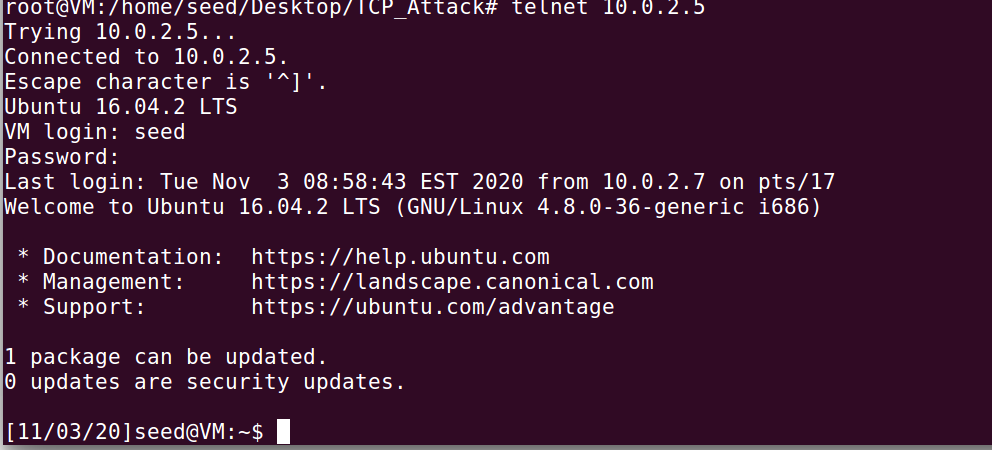 root@VM:/home/seed/Desktop/TCP_Attack# telnet 10.0.2.5
Trying 10.0.2.5...
Connected to 10.0.2.5.
Escape character is '^]'.
Ubuntu 16.04.2 LTS
VM login: seed
Password:
Last login: Tue Nov  3 08:58:43 EST 2020 from 10.0.2.7 on pts/17
Welcome to Ubuntu 16.04.2 LTS (GNU/Linux 4.8.0-36-generic i686)

 * Documentation:  https://help.ubuntu.com
 * Management:     https://landscape.canonical.com
 * Support:        https://ubuntu.com/advantage

1 package can be updated.
0 updates are security updates.

[11/03/20]seed@VM:~$